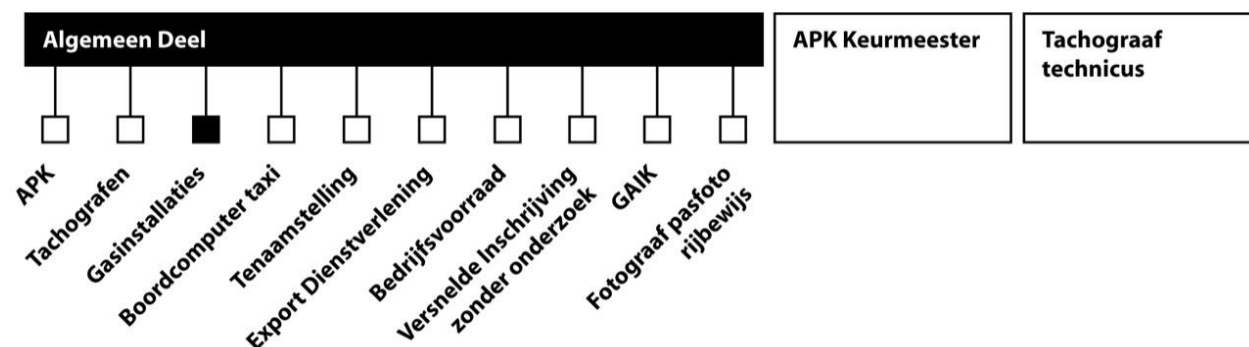 Algemeen Deel
APK Keurmeester
Tachograaf
technicus
APK
Tachografen
Gasinstallaties
Boordcomputer taxi
Tenaamstelling
Export Dienstverlening
Bedrijfsvoorraad
Versnelde Inschrijving
zonder onderzoek
GAIK
Fotograaf pasfoto
rijbewijs